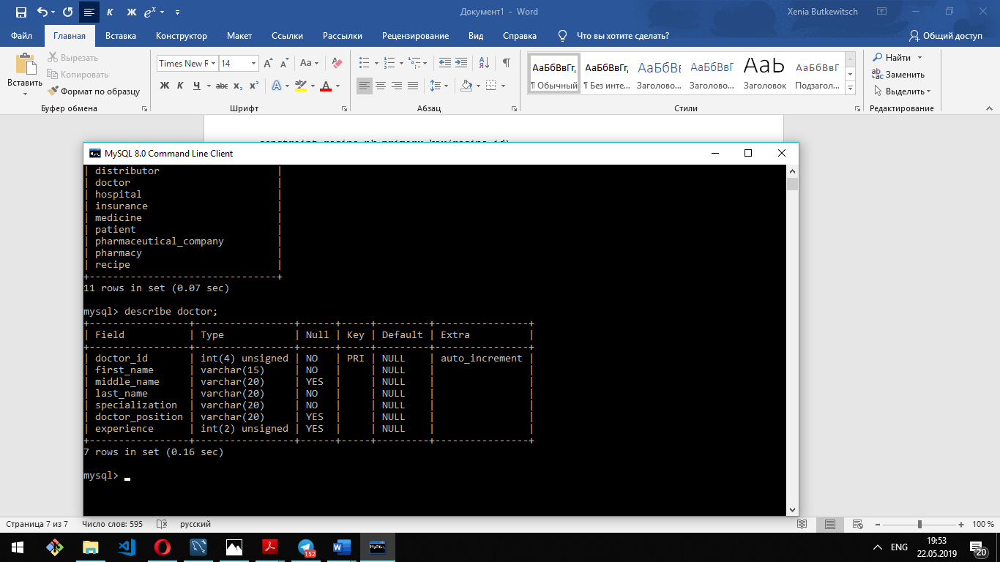 Документ1 - Word
Xenia Butkewitsch
Файл Главная Вставка Конструктор Макет Ссылки Рассылки Рецензирование Вид Справка Что вы хотите сделать? Общий доступ
Вставить
Вырезать
Копировать
Формат по образцу
Буфер обмена
Times New R 14
Ж К Ч abc x₂ x²
Шрифт
Абзац
АаБбВвГг, АаБбВвГг, АаБбВі АаБбВвГ АаЬ АаБбВвГ
¶ Обычный ¶ Без инте... Заголово... Заголово... Заголовок Подзагол...
Стили
Найти
Заменить
Выделить
Редактирование
MySQL 8.0 Command Line Client
| distributor |
| doctor |
| hospital |
| insurance |
| medicine |
| patient |
| pharmaceutical_company |
| pharmacy |
| recipe |
+--------------------------------+
11 rows in set (0.07 sec)
mysql> describe doctor;
+-----------------+-----------------+------+-----+---------+----------------+
| Field | Type | Null | Key | Default | Extra |
+-----------------+-----------------+------+-----+---------+----------------+
| doctor_id | int(4) unsigned | NO | PRI | NULL | auto_increment |
| first_name | varchar(15) | NO | | NULL | |
| middle_name | varchar(20) | YES | | NULL | |
| last_name | varchar(20) | NO | | NULL | |
| specialization | varchar(20) | NO | | NULL | |
| doctor_position | varchar(20) | YES | | NULL | |
| experience | int(2) unsigned | YES | | NULL | |
+-----------------+-----------------+------+-----+---------+----------------+
7 rows in set (0.16 sec)
mysql>
Страница 7 из 7 Число слов: 595 русский 100 %
152
ENG
19:53
22.05.2019
20